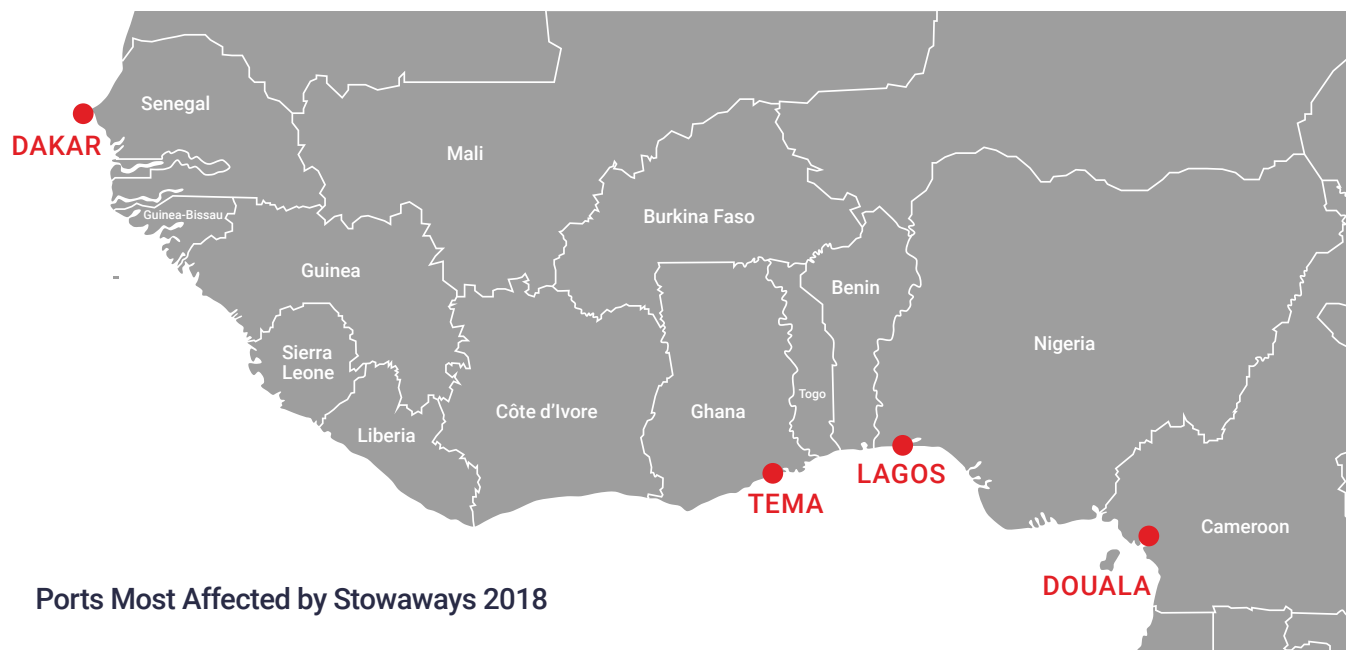 Senegal
DAKAR
Mali
Guinea-Bissau
Burkina Faso
Guinea
Benin
Nigeria
Sierra
Leone
Togo
Côte d’Ivore
Ghana
Liberia
LAGOS
TEMA
Cameroon
DOUALA
Ports Most Affected by Stowaways 2018